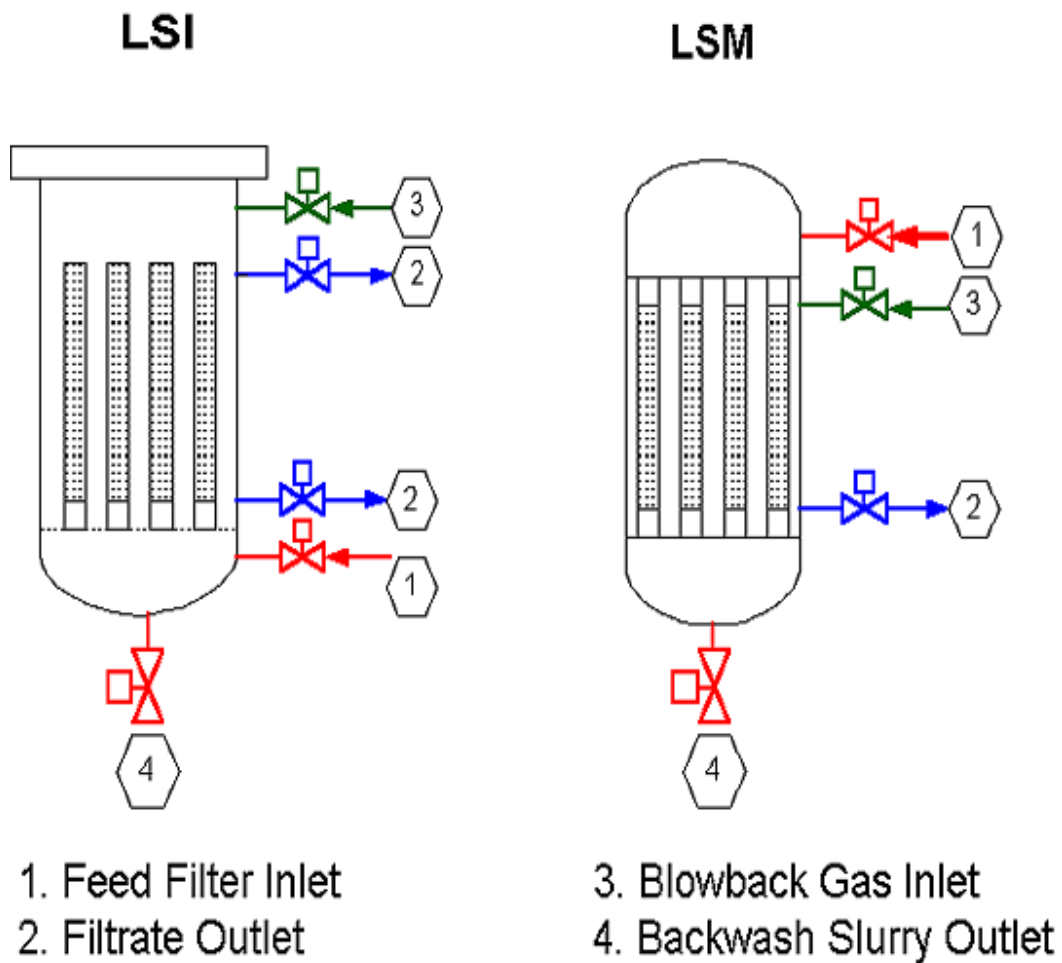 LSI
LSM
3
2
2
1
4
1
3
2
4
1. Feed Filter Inlet
2. Filtrate Outlet
3. Blowback Gas Inlet
4. Backwash Slurry Outlet